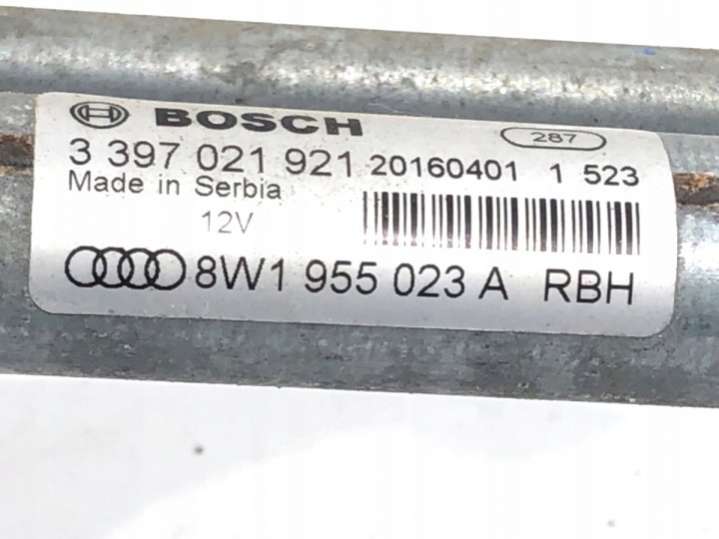 BOSCH
287
3 397 021 921 20160401 1 523
Made in Serbia
12V
8W1 955 023 A RBH